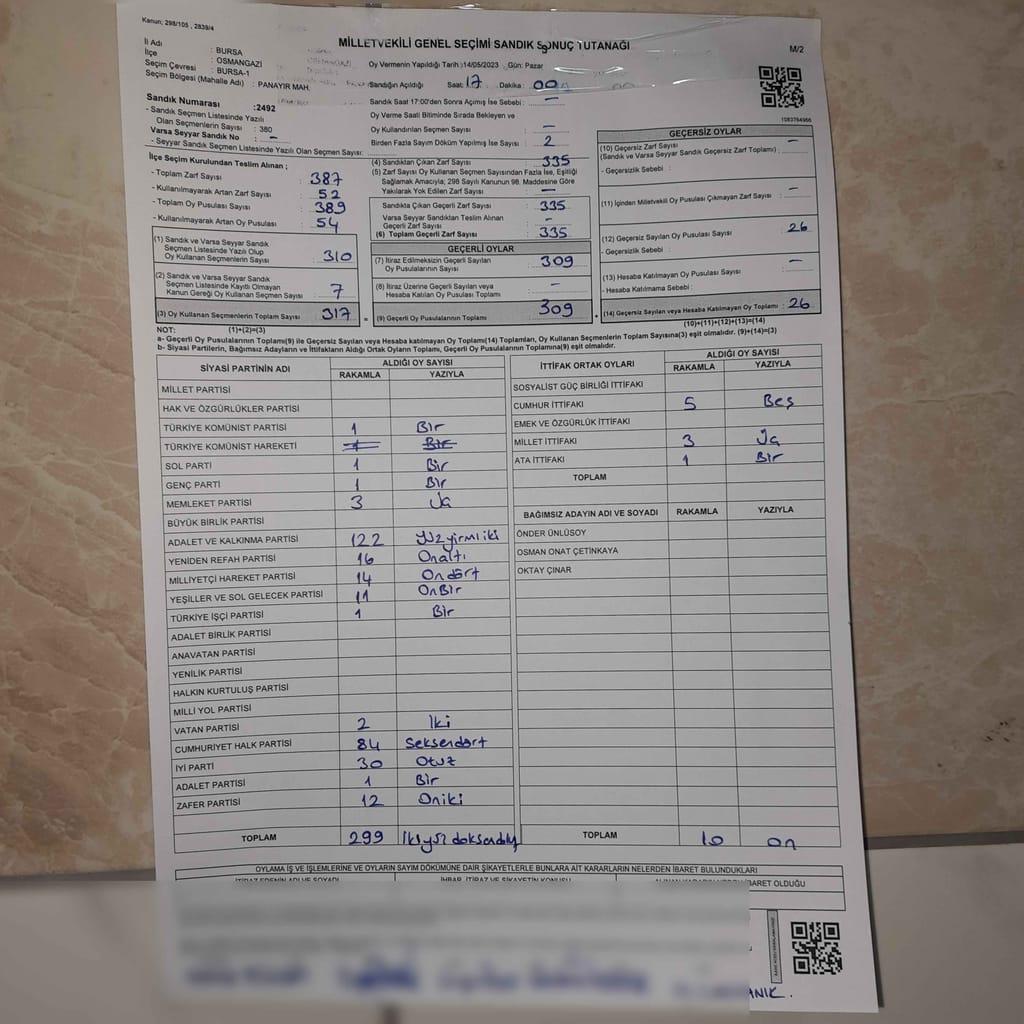 Kanun; 298/105 , 2839/4
MİLLETVEKİLİ GENEL SEÇİMİ SANDIK SONUÇ TUTANAĞI
M/2
İl Adı : BURSA
İlçe : OSMANGAZİ
Seçim Çevresi : BURSA-1
Seçim Bölgesi (Mahalle Adı) : PANAYIR MAH.
Oy Vermenin Yapıldığı Tarih :14/05/2023 Gün: Pazar
Sandığın Açıldığı Saat: 17 Dakika : 00
Sandık Saat 17:00'den Sonra Açımış İse Sebebi : –
Oy Verme Saati Bitiminde Sırada Bekleyen ve
Oy Kullandırılan Seçmen Sayısı : –
Birden Fazla Sayım Döküm Yapılmış İse Sayısı : 2
1083764966
Sandık Numarası :2492
- Sandık Seçmen Listesinde Yazılı
Olan Seçmenlerin Sayısı : 380
Varsa Seyyar Sandık No : –
- Seyyar Sandık Seçmen Listesinde Yazılı Olan Seçmen Sayısı:
İlçe Seçim Kurulundan Teslim Alınan ;
- Toplam Zarf Sayısı : 387
- Kullanılmayarak Artan Zarf Sayısı : 52
- Toplam Oy Pusulası Sayısı : 389
- Kullanılmayarak Artan Oy Pusulası : 54
(1) Sandık ve Varsa Seyyar Sandık
Seçmen Listesinde Yazılı Olup
Oy Kullanan Seçmen Sayısı : 310
(2) Sandık ve Varsa Seyyar Sandık
Seçmen Listesinde Kayıtlı Olmayan
Kanun Gereği Oy Kullanan Seçmen Sayısı : 7
(3) Oy Kullanan Seçmenlerin Toplam Sayısı : 317
(4) Sandıktan Çıkan Zarf Sayısı : 335
(5) Zarf Sayısı Oy Kullanan Seçmen Sayısından Fazla İse, Eşitliği
Sağlamak Amacıyla; 298 Sayılı Kanunun 98. Maddesine Göre
Yakılarak Yok Edilen Zarf Sayısı : –
Sandıkta Çıkan Geçerli Zarf Sayısı : 335
Varsa Seyyar Sandıktan Teslim Alınan
Geçerli Zarf Sayısı : –
(6) Toplam Geçerli Zarf Sayısı : 335
GEÇERLİ OYLAR
(7) İtiraz Edilmeksizin Geçerli Sayılan
Oy Pusulalarının Sayısı : 309
(8) İtiraz Üzerine Geçerli Sayılan veya
Hesaba Katılan Oy Pusulası Toplamı : –
= (9) Geçerli Oy Pusulalarının Toplamı : 309
GEÇERSİZ OYLAR
(10) Geçersiz Zarf Sayısı : –
(Sandık ve Varsa Seyyar Sandık Geçersiz Zarf Toplamı)
- Geçersizlik Sebebi :
(11) İçinden Milletvekili Oy Pusulası Çıkmayan Zarf Sayısı : –
(12) Geçersiz Sayılan Oy Pusulası Sayısı : 26
- Geçersizlik Sebebi :
(13) Hesaba Katılmayan Oy Pusulası Sayısı : –
- Hesaba Katılmama Sebebi :
+ (14) Geçersiz Sayılan veya Hesaba Katılmayan Oy Toplamı : 26
NOT: (1)+(2)=(3)
(10)+(11)+(12)+(13)=(14)
a- Geçerli Oy Pusulalarının Toplamı(9) ile Geçersiz Sayılan veya Hesaba katılmayan Oy Toplamı(14) Toplamları, Oy Kullanan Seçmenlerin Toplam Sayısına(3) eşit olmalıdır. (9)+(14)=(3)
b- Siyasi Partilerin, Bağımsız Adayların ve İttifakların Aldığı Ortak Oyların Toplamı, Geçerli Oy Pusulalarının Toplamına(9) eşit olmalıdır.
SİYASİ PARTİNİN ADI ALDIĞI OY SAYISI
RAKAMLA YAZIYLA
MİLLET PARTİSİ
HAK VE ÖZGÜRLÜKLER PARTİSİ
TÜRKİYE KOMÜNİST PARTİSİ 1 Bir
TÜRKİYE KOMÜNİST HAREKETİ 1 Bir
SOL PARTİ 1 Bir
GENÇ PARTİ 1 Bir
MEMLEKET PARTİSİ 3 Üç
BÜYÜK BİRLİK PARTİSİ
ADALET VE KALKINMA PARTİSİ 122 Yüzyirmiiki
YENİDEN REFAH PARTİSİ 16 Onaltı
MİLLİYETÇİ HAREKET PARTİSİ 14 Ondört
YEŞİLLER VE SOL GELECEK PARTİSİ 11 OnBir
TÜRKİYE İŞÇİ PARTİSİ 1 Bir
ADALET BİRLİK PARTİSİ
ANAVATAN PARTİSİ
YENİLİK PARTİSİ
HALKIN KURTULUŞ PARTİSİ
MİLLİ YOL PARTİSİ
VATAN PARTİSİ 2 İki
CUMHURİYET HALK PARTİSİ 84 Seksendört
İYİ PARTİ 30 Otuz
ADALET PARTİSİ 1 Bir
ZAFER PARTİSİ 12 Oniki
TOPLAM 299
İTTİFAK ORTAK OYLARI ALDIĞI OY SAYISI
RAKAMLA YAZIYLA
SOSYALİST GÜÇ BİRLİĞİ İTTİFAKI
CUMHUR İTTİFAKI 5 Beş
EMEK VE ÖZGÜRLÜK İTTİFAKI
MİLLET İTTİFAKI 3 Üç
ATA İTTİFAKI 1 Bir
TOPLAM
BAĞIMSIZ ADAYIN ADI VE SOYADI RAKAMLA YAZIYLA
ÖNDER ÜNLÜSOY
OSMAN ONAT ÇETİNKAYA
OKTAY ÇINAR
TOPLAM 10 on
OYLAMA İŞ VE İŞLEMLERİNE VE OYLARIN SAYIM DÖKÜMÜNE DAİR ŞİKAYETLERLE BUNLARA AİT KARARLARIN NELERDEN İBARET BULUNDUKLARI